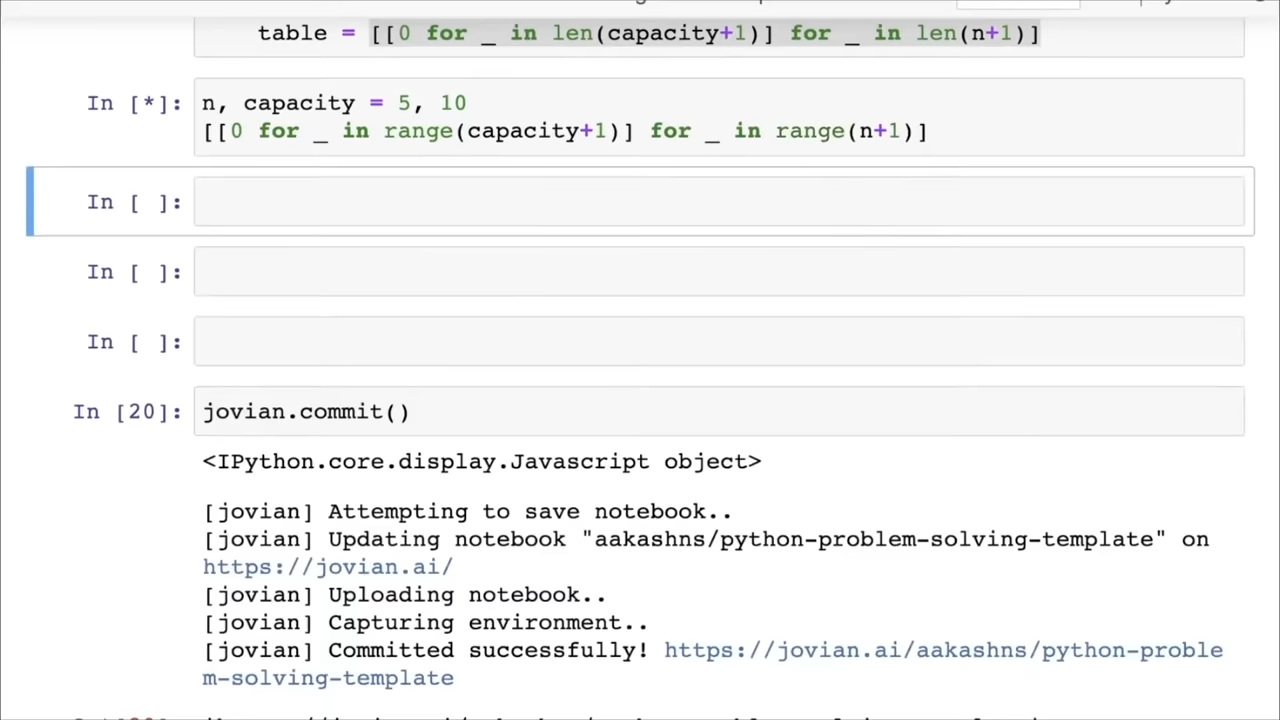 table = [[0 for _ in len(capacity+1)] for _ in len(n+1)]
In [*]: n, capacity = 5, 10
[[0 for _ in range(capacity+1)] for _ in range(n+1)]
In [ ]:
In [ ]:
In [ ]:
In [20]: jovian.commit()
<IPython.core.display.Javascript object>
[jovian] Attempting to save notebook..
[jovian] Updating notebook "aakashns/python-problem-solving-template" on
https://jovian.ai/
[jovian] Uploading notebook..
[jovian] Capturing environment..
[jovian] Committed successfully! https://jovian.ai/aakashns/python-proble
m-solving-template